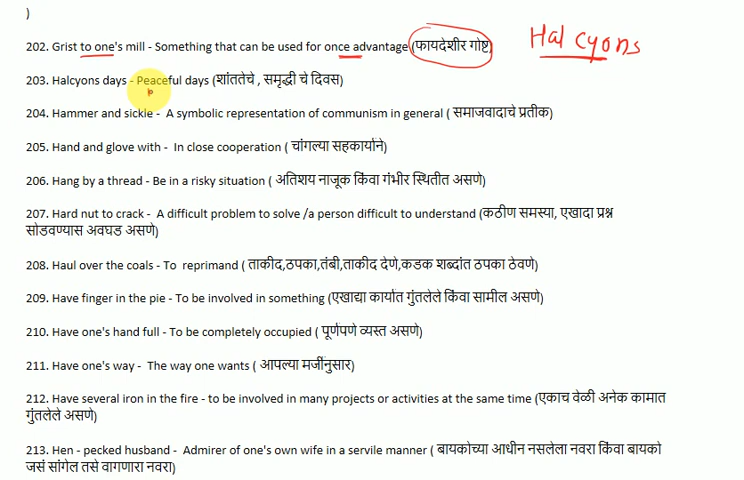 )
202. Grist to one's mill - Something that can be used for once advantage (फायदेशीर गोष्ट)
Halcyons
203. Halcyons days - Peaceful days (शांततेचे , समृद्धी चे दिवस)
204. Hammer and sickle - A symbolic representation of communism in general ( समाजवादाचे प्रतीक)
205. Hand and glove with - In close cooperation ( चांगल्या सहकार्याने)
206. Hang by a thread - Be in a risky situation ( अतिशय नाजूक किंवा गंभीर स्थितीत असणे)
207. Hard nut to crack - A difficult problem to solve /a person difficult to understand (कठीण समस्या, एखादा प्रश्न
सोडवण्यास अवघड असणे)
208. Haul over the coals - To reprimand ( ताकीद,ठपका,तंबी,ताकीद देणे,कडक शब्दांत ठपका ठेवणे)
209. Have finger in the pie - To be involved in something (एखाद्या कार्यात गुंतलेले किंवा सामील असणे)
210. Have one's hand full - To be completely occupied ( पूर्णपणे व्यस्त असणे)
211. Have one's way - The way one wants ( आपल्या मर्जीनुसार)
212. Have several iron in the fire - to be involved in many projects or activities at the same time (एकाच वेळी अनेक कामात
गुंतलेले असणे)
213. Hen - pecked husband - Admirer of one's own wife in a servile manner ( बायकोच्या आधीन नसलेला नवरा किंवा बायको
जसं सांगेल तसे वागणारा नवरा)